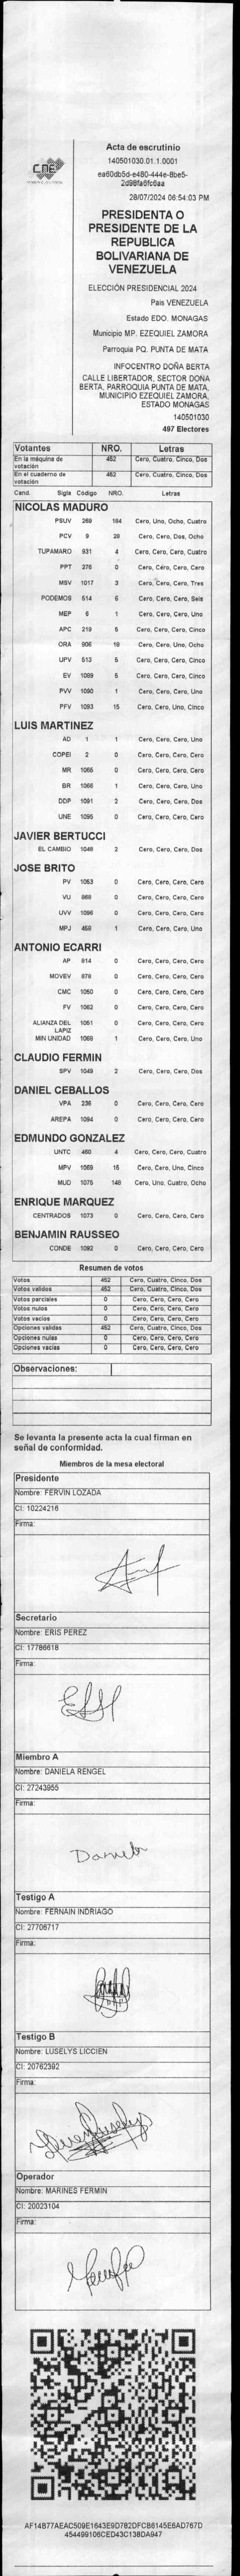 CNE
Acta de escrutinio
140501030.01.1.0001
ea60db5d-e480-444e-8be5-
2d98fa6fc6aa
28/07/2024 06:54:03 PM
PRESIDENTA O
PRESIDENTE DE LA
REPUBLICA
BOLIVARIANA DE
VENEZUELA
ELECCIÓN PRESIDENCIAL 2024
Pais VENEZUELA
Estado EDO. MONAGAS
Municipio MP. EZEQUIEL ZAMORA
Parroquia PQ. PUNTA DE MATA
INFOCENTRO DOÑA BERTA
CALLE LIBERTADOR, SECTOR DOÑA
BERTA, PARROQUIA PUNTA DE MATA,
MUNICIPIO EZEQUIEL ZAMORA,
ESTADO MONAGAS
140501030
497 Electores
Votantes NRO. Letras
En la máquina de votación 462 Cero, Cuatro, Cinco, Dos
En el cuaderno de votación 462 Cero, Cuatro, Cinco, Dos
Cand. Sigla Codigo NRO. Letras
NICOLAS MADURO
PSUV 269 184 Cero, Uno, Ocho, Cuatro
PCV 9 28 Cero, Cero, Dos, Ocho
TUPAMARO 931 4 Cero, Cero, Cero, Cuatro
PPT 276 0 Cero, Cero, Cero, Cero
MSV 1017 3 Cero, Cero, Cero, Tres
PODEMOS 514 6 Cero, Cero, Cero, Seis
MEP 6 1 Cero, Cero, Cero, Uno
APC 219 5 Cero, Cero, Cero, Cinco
ORA 906 18 Cero, Cero, Uno, Ocho
UPV 513 5 Cero, Cero, Cero, Cinco
EV 1089 5 Cero, Cero, Cero, Cinco
PVV 1090 1 Cero, Cero, Cero, Uno
PFV 1093 15 Cero, Cero, Uno, Cinco
LUIS MARTINEZ
AD 1 1 Cero, Cero, Cero, Uno
COPEI 2 0 Cero, Cero, Cero, Cero
MR 1065 0 Cero, Cero, Cero, Cero
BR 1066 1 Cero, Cero, Cero, Uno
DDP 1091 2 Cero, Cero, Cero, Dos
UNE 1095 0 Cero, Cero, Cero, Cero
JAVIER BERTUCCI
EL CAMBIO 1048 2 Cero, Cero, Cero, Dos
JOSE BRITO
PV 1053 0 Cero, Cero, Cero, Cero
VU 868 0 Cero, Cero, Cero, Cero
UVV 1096 0 Cero, Cero, Cero, Cero
MPJ 458 1 Cero, Cero, Cero, Uno
ANTONIO ECARRI
AP 814 0 Cero, Cero, Cero, Cero
MOVEV 878 0 Cero, Cero, Cero, Cero
CMC 1050 0 Cero, Cero, Cero, Cero
FV 1062 0 Cero, Cero, Cero, Cero
ALIANZA DEL LAPIZ 1051 0 Cero, Cero, Cero, Cero
MIN UNIDAD 1068 1 Cero, Cero, Cero, Uno
CLAUDIO FERMIN
SPV 1049 2 Cero, Cero, Cero, Dos
DANIEL CEBALLOS
VPA 236 0 Cero, Cero, Cero, Cero
AREPA 1094 0 Cero, Cero, Cero, Cero
EDMUNDO GONZALEZ
UNTC 460 4 Cero, Cero, Cero, Cuatro
MPV 1069 15 Cero, Cero, Uno, Cinco
MUD 1075 148 Cero, Uno, Cuatro, Ocho
ENRIQUE MARQUEZ
CENTRADOS 1073 0 Cero, Cero, Cero, Cero
BENJAMIN RAUSSEO
CONDE 1092 0 Cero, Cero, Cero, Cero
Resumen de votos
Votos 452 Cero, Cuatro, Cinco, Dos
Votos validos 452 Cero, Cuatro, Cinco, Dos
Votos parciales 0 Cero, Cero, Cero, Cero
Votos nulos 0 Cero, Cero, Cero, Cero
Votos vacios 0 Cero, Cero, Cero, Cero
Opciones validas 452 Cero, Cuatro, Cinco, Dos
Opciones nulas 0 Cero, Cero, Cero, Cero
Opciones vacias 0 Cero, Cero, Cero, Cero
Observaciones:
Se levanta la presente acta la cual firman en
señal de conformidad.
Miembros de la mesa electoral
Presidente
Nombre: FERVIN LOZADA
CI: 10224216
Firma:
Secretario
Nombre: ERIS PEREZ
CI: 17786618
Firma:
Miembro A
Nombre: DANIELA RENGEL
CI: 27243955
Firma:
Testigo A
Nombre: FERNAIN INDRIAGO
CI: 27706717
Firma:
Testigo B
Nombre: LUSELYS LICCIEN
CI: 20762392
Firma:
Operador
Nombre: MARINES FERMIN
CI: 20023104
Firma:
AF14B77AEAC509E1643E9D782DFCB6145E6AD767D
454499106CED43C138DA947